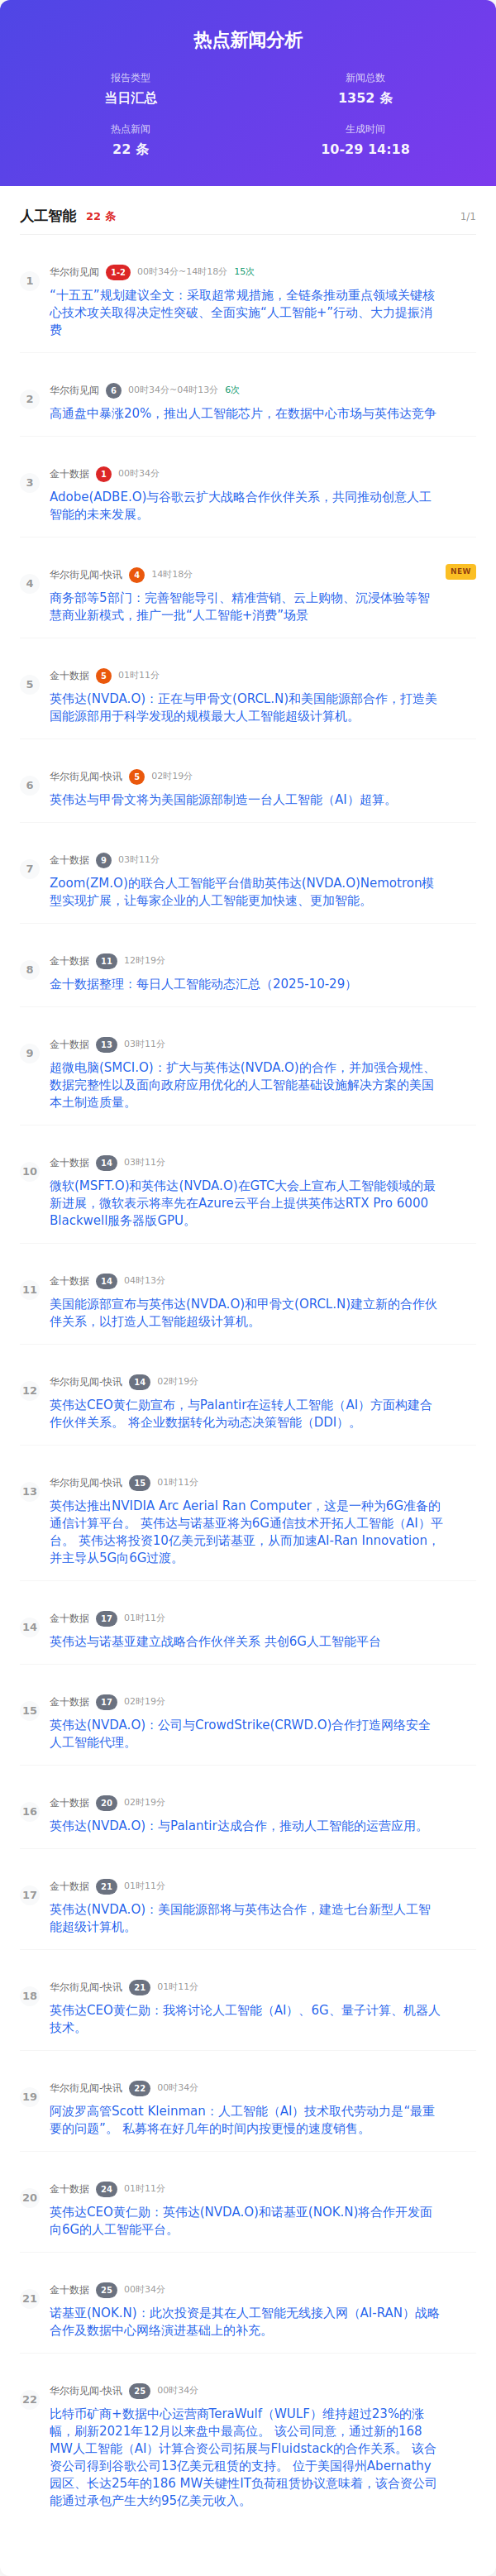 热点新闻分析
报告类型
新闻总数
当日汇总
1352 条
热点新闻
生成时间
22 条
10-29 14:18
人工智能 22 条 1/1
1
华尔街见闻 1-2 00时34分~14时18分 15次
“十五五”规划建议全文：采取超常规措施，全链条推动重点领域关键核
心技术攻关取得决定性突破、全面实施“人工智能+”行动、大力提振消
费
2
华尔街见闻 6 00时34分~04时13分 6次
高通盘中暴涨20%，推出人工智能芯片，在数据中心市场与英伟达竞争
3
金十数据 1 00时34分
Adobe(ADBE.O)与谷歌云扩大战略合作伙伴关系，共同推动创意人工
智能的未来发展。
4
华尔街见闻-快讯 4 14时18分 NEW
商务部等5部门：完善智能导引、精准营销、云上购物、沉浸体验等智
慧商业新模式，推广一批“人工智能+消费”场景
5
金十数据 5 01时11分
英伟达(NVDA.O)：正在与甲骨文(ORCL.N)和美国能源部合作，打造美
国能源部用于科学发现的规模最大人工智能超级计算机。
6
华尔街见闻-快讯 5 02时19分
英伟达与甲骨文将为美国能源部制造一台人工智能（AI）超算。
7
金十数据 9 03时11分
Zoom(ZM.O)的联合人工智能平台借助英伟达(NVDA.O)Nemotron模
型实现扩展，让每家企业的人工智能更加快速、更加智能。
8
金十数据 11 12时19分
金十数据整理：每日人工智能动态汇总（2025-10-29）
9
金十数据 13 03时11分
超微电脑(SMCI.O)：扩大与英伟达(NVDA.O)的合作，并加强合规性、
数据完整性以及面向政府应用优化的人工智能基础设施解决方案的美国
本土制造质量。
10
金十数据 14 03时11分
微软(MSFT.O)和英伟达(NVDA.O)在GTC大会上宣布人工智能领域的最
新进展，微软表示将率先在Azure云平台上提供英伟达RTX Pro 6000
Blackwell服务器版GPU。
11
金十数据 14 04时13分
美国能源部宣布与英伟达(NVDA.O)和甲骨文(ORCL.N)建立新的合作伙
伴关系，以打造人工智能超级计算机。
12
华尔街见闻-快讯 14 02时19分
英伟达CEO黄仁勋宣布，与Palantir在运转人工智能（AI）方面构建合
作伙伴关系。 将企业数据转化为动态决策智能（DDI）。
13
华尔街见闻-快讯 15 01时11分
英伟达推出NVIDIA Arc Aerial Ran Computer，这是一种为6G准备的
通信计算平台。 英伟达与诺基亚将为6G通信技术开拓人工智能（AI）平
台。 英伟达将投资10亿美元到诺基亚，从而加速AI-Ran Innovation，
并主导从5G向6G过渡。
14
金十数据 17 01时11分
英伟达与诺基亚建立战略合作伙伴关系 共创6G人工智能平台
15
金十数据 17 02时19分
英伟达(NVDA.O)：公司与CrowdStrike(CRWD.O)合作打造网络安全
人工智能代理。
16
金十数据 20 02时19分
英伟达(NVDA.O)：与Palantir达成合作，推动人工智能的运营应用。
17
金十数据 21 01时11分
英伟达(NVDA.O)：美国能源部将与英伟达合作，建造七台新型人工智
能超级计算机。
18
华尔街见闻-快讯 21 01时11分
英伟达CEO黄仁勋：我将讨论人工智能（AI）、6G、量子计算、机器人
技术。
19
华尔街见闻-快讯 22 00时34分
阿波罗高管Scott Kleinman：人工智能（AI）技术取代劳动力是“最重
要的问题”。 私募将在好几年的时间内按更慢的速度销售。
20
金十数据 24 01时11分
英伟达CEO黄仁勋：英伟达(NVDA.O)和诺基亚(NOK.N)将合作开发面
向6G的人工智能平台。
21
金十数据 25 00时34分
诺基亚(NOK.N)：此次投资是其在人工智能无线接入网（AI-RAN）战略
合作及数据中心网络演进基础上的补充。
22
华尔街见闻-快讯 25 00时34分
比特币矿商+数据中心运营商TeraWulf（WULF）维持超过23%的涨
幅，刷新2021年12月以来盘中最高位。 该公司同意，通过新的168
MW人工智能（AI）计算合资公司拓展与Fluidstack的合作关系。 该合
资公司得到谷歌公司13亿美元租赁的支持。 位于美国得州Abernathy
园区、长达25年的186 MW关键性IT负荷租赁协议意味着，该合资公司
能通过承包产生大约95亿美元收入。